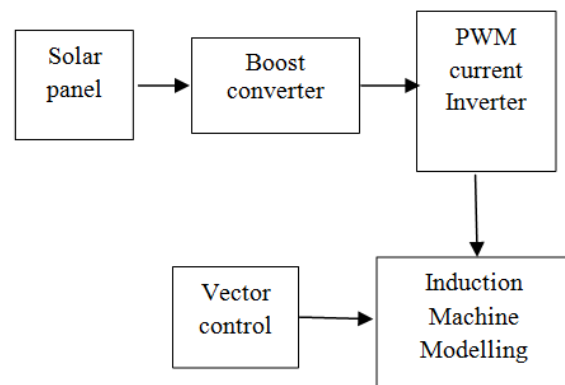 Solar
panel
Boost
converter
PWM
current
Inverter
Vector
control
Induction
Machine
Modelling